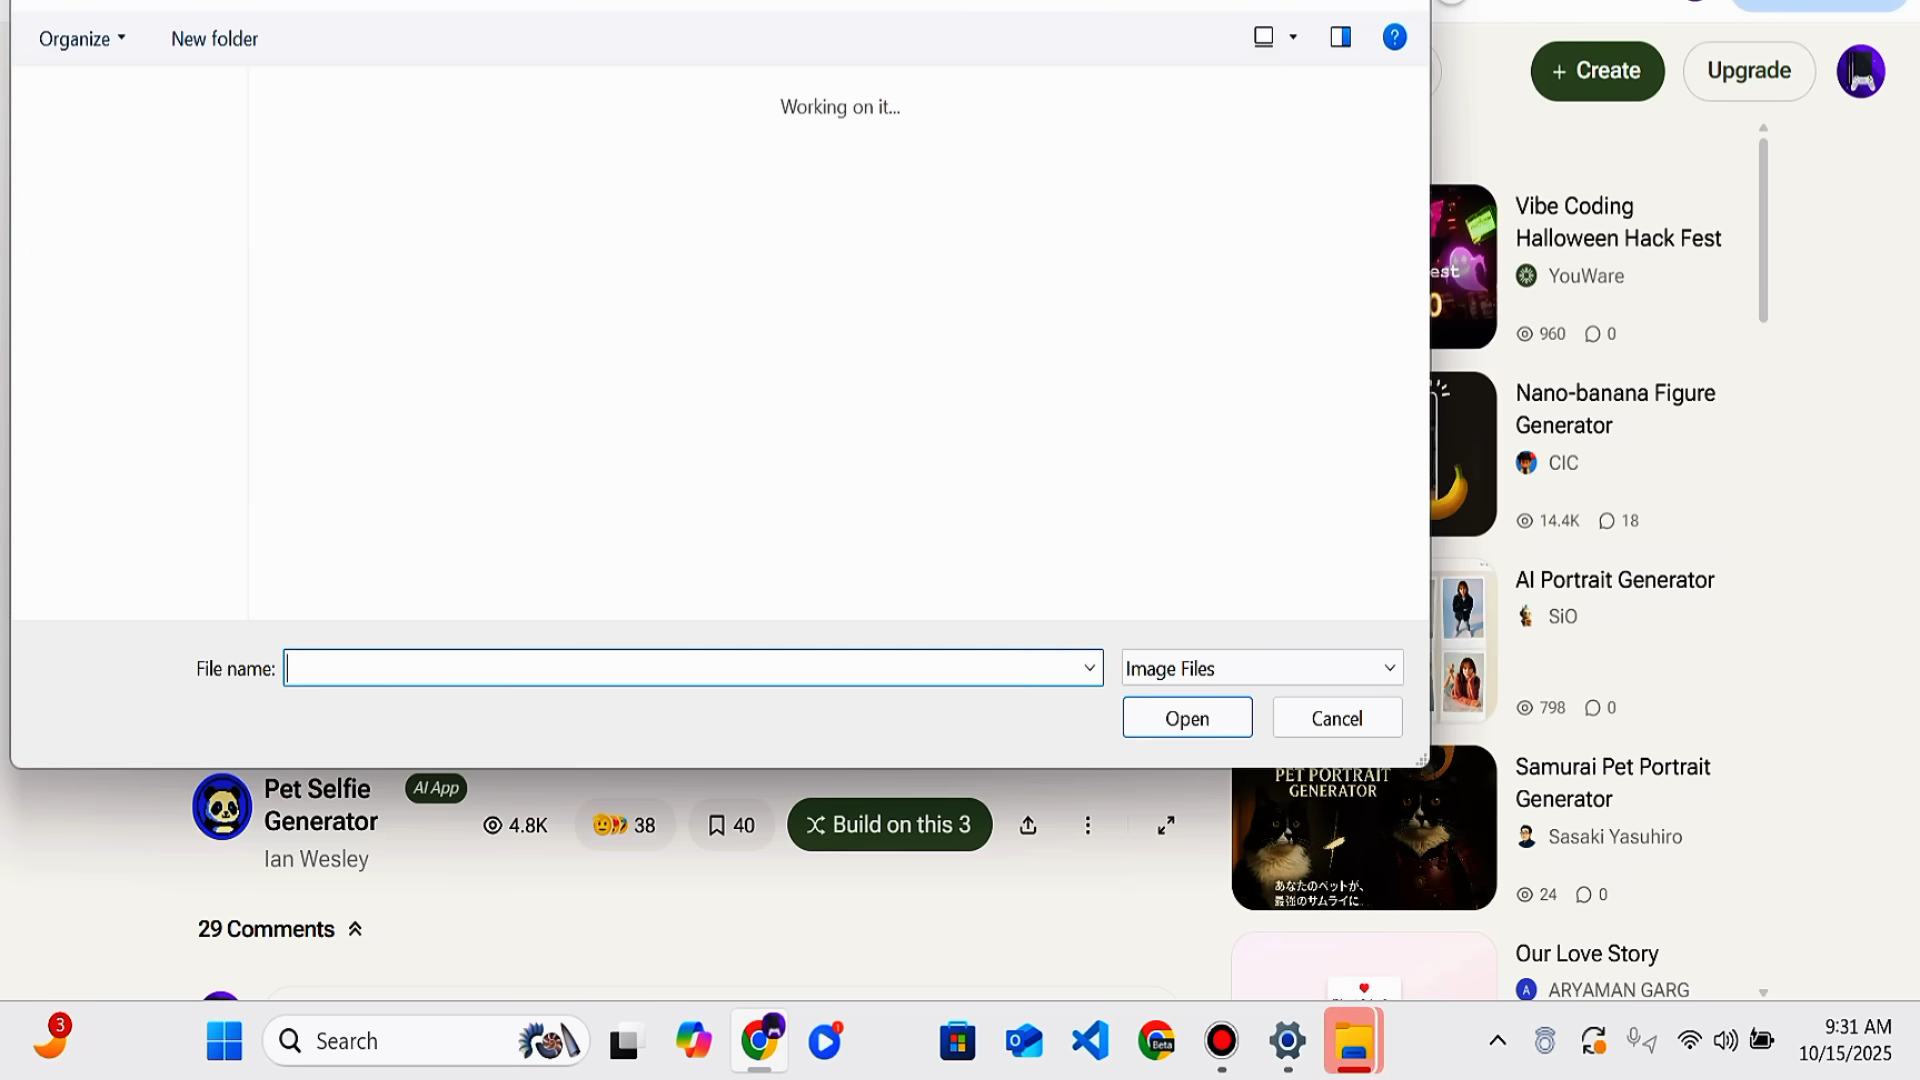 Organize
New folder
?
Working on it...
File name:
Image Files
Open
Cancel
+ Create
Upgrade
Vibe Coding
Halloween Hack Fest
YouWare
960
0
Nano-banana Figure
Generator
CIC
14.4K
18
AI Portrait Generator
SiO
798
0
PET PORTRAIT
GENERATOR
あなたのペットが、
最強のサムライに...
Samurai Pet Portrait
Generator
Sasaki Yasuhiro
24
0
Our Love Story
A ARYAMAN GARG
Pet Selfie
Generator
AI App
Ian Wesley
4.8K
38
40
Build on this 3
29 Comments
3
Search
1
Beta
9:31 AM
10/15/2025